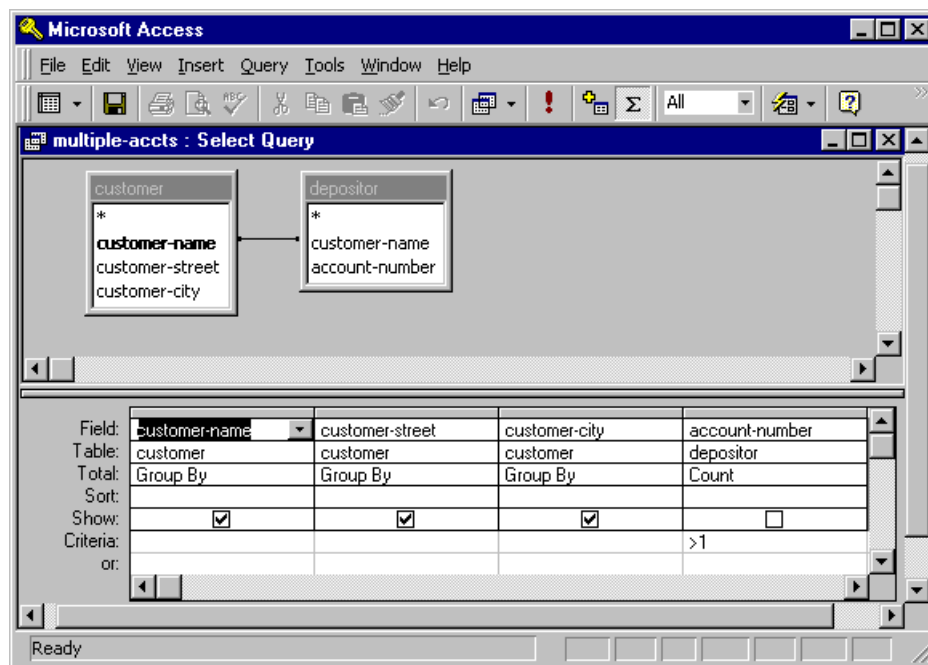 Microsoft Access
File Edit View Insert Query Tools Window Help
ABC Σ All
multiple-accts : Select Query
customer depositor
* *
customer-name customer-name
customer-street account-number
customer-city
Field: customer-name customer-street customer-city account-number
Table: customer customer customer depositor
Total: Group By Group By Group By Count
Sort:
Show:
Criteria: >1
or:
Ready